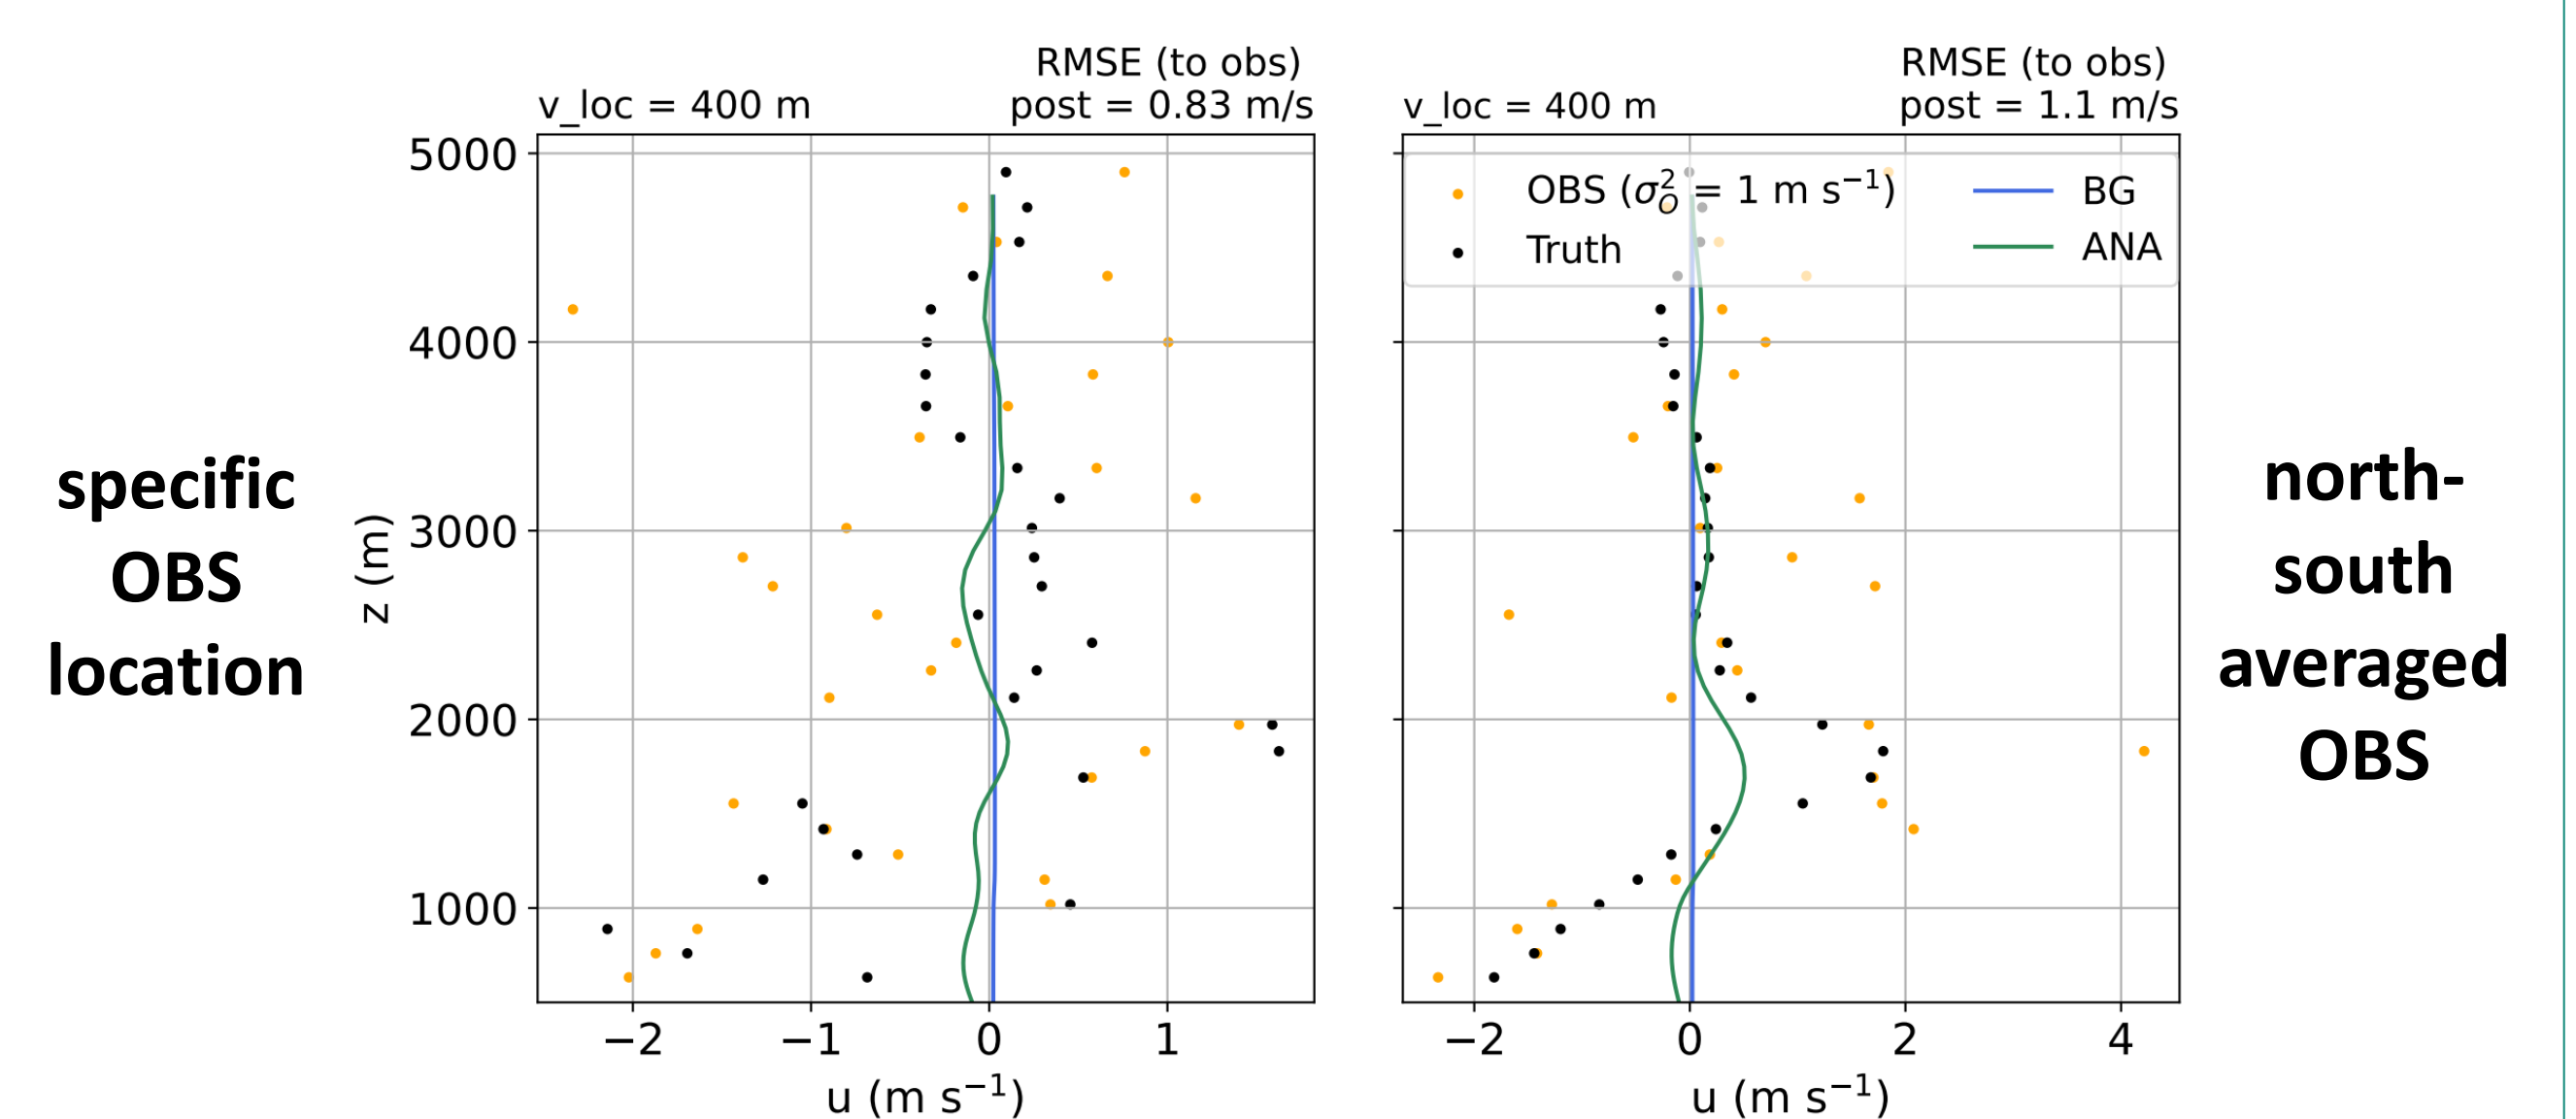 specific
OBS
location
v_loc = 400 m
RMSE (to obs)
post = 0.83 m/s
z (m)
5000
4000
3000
2000
1000
−2 −1 0 1
u (m s⁻¹)
v_loc = 400 m
RMSE (to obs)
post = 1.1 m/s
OBS (σ²_O = 1 m s⁻¹)
Truth
BG
ANA
−2 0 2 4
u (m s⁻¹)
north-
south
averaged
OBS